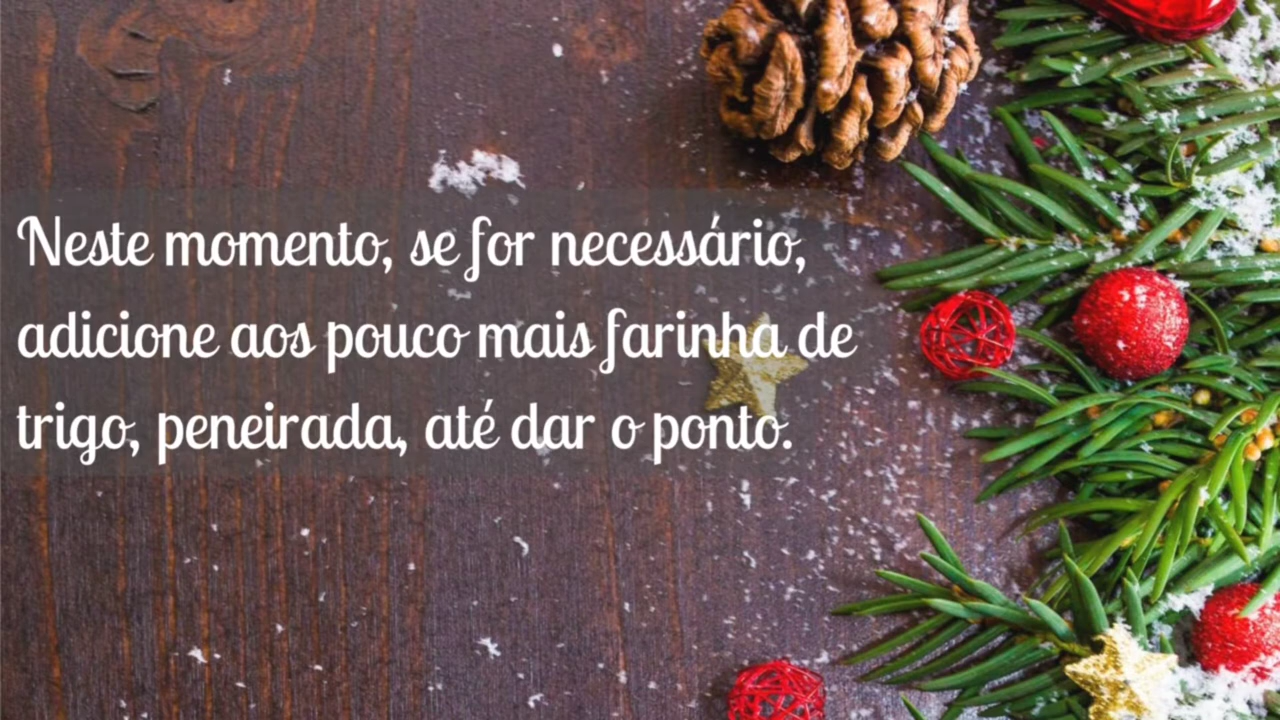 Neste momento, se for necessário,
adicione aos pouco mais farinha de
trigo, peneirada, até dar o ponto.